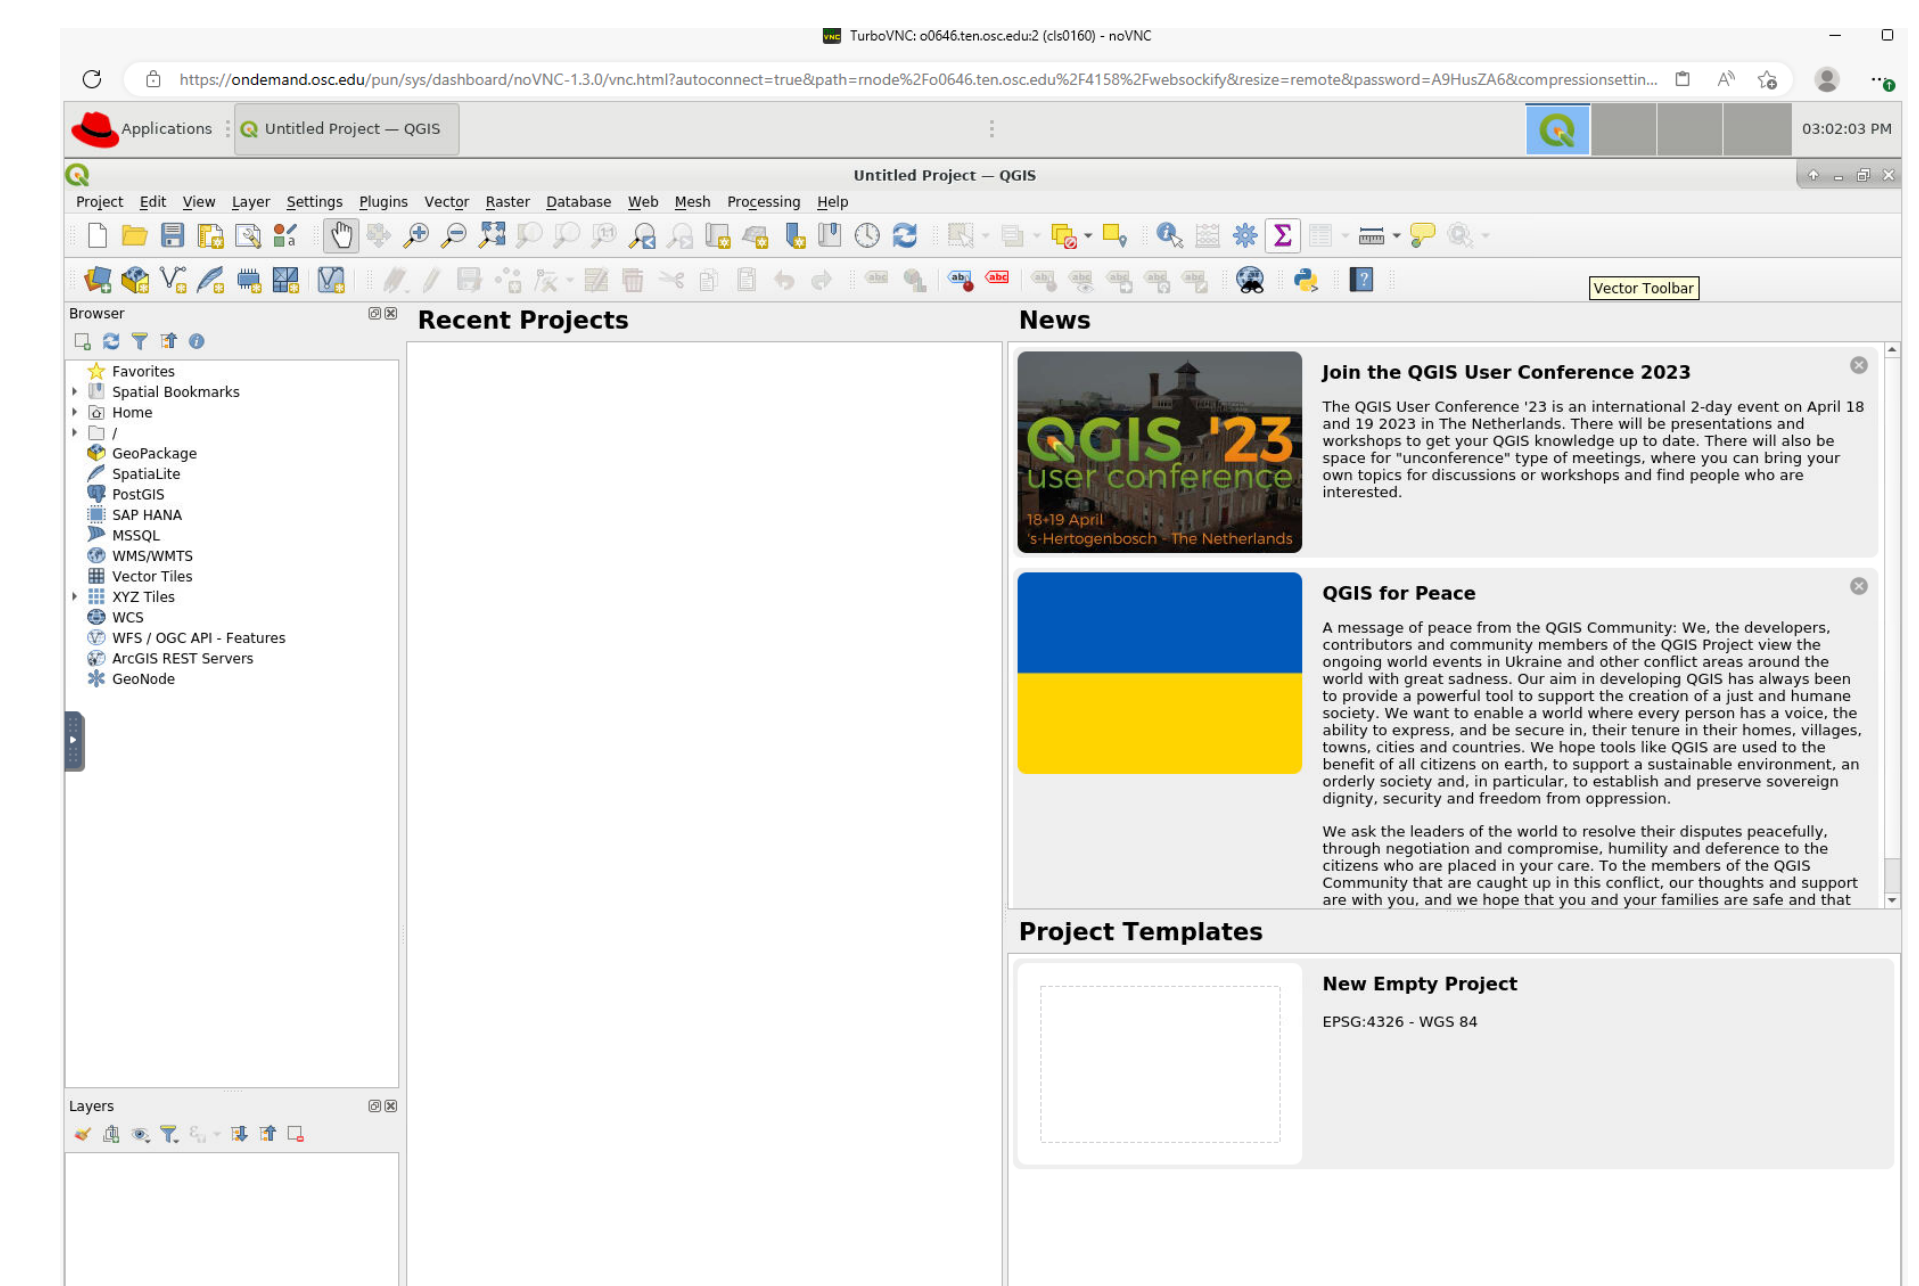 TurboVNC: o0646.ten.osc.edu:2 (cls0160) - noVNC
https://ondemand.osc.edu/pun/sys/dashboard/noVNC-1.3.0/vnc.html?autoconnect=true&path=rnode%2Fo0646.ten.osc.edu%2F4158%2Fwebsockify&resize=remote&password=A9HusZA6&compressionsettin...
Applications
Untitled Project — QGIS
03:02:03 PM
Untitled Project — QGIS
Project Edit View Layer Settings Plugins Vector Raster Database Web Mesh Processing Help
Vector Toolbar
Browser
Favorites
Spatial Bookmarks
Home
/
GeoPackage
SpatiaLite
PostGIS
SAP HANA
MSSQL
WMS/WMTS
Vector Tiles
XYZ Tiles
WCS
WFS / OGC API - Features
ArcGIS REST Servers
GeoNode
Layers
Recent Projects
News
QGIS '23
user conference
18+19 April
's-Hertogenbosch - The Netherlands
Join the QGIS User Conference 2023
The QGIS User Conference '23 is an international 2-day event on April 18
and 19 2023 in The Netherlands. There will be presentations and
workshops to get your QGIS knowledge up to date. There will also be
space for "unconference" type of meetings, where you can bring your
own topics for discussions or workshops and find people who are
interested.
QGIS for Peace
A message of peace from the QGIS Community: We, the developers,
contributors and community members of the QGIS Project view the
ongoing world events in Ukraine and other conflict areas around the
world with great sadness. Our aim in developing QGIS has always been
to provide a powerful tool to support the creation of a just and humane
society. We want to enable a world where every person has a voice, the
ability to express, and be secure in, their tenure in their homes, villages,
towns, cities and countries. We hope tools like QGIS are used to the
benefit of all citizens on earth, to support a sustainable environment, an
orderly society and, in particular, to establish and preserve sovereign
dignity, security and freedom from oppression.
We ask the leaders of the world to resolve their disputes peacefully,
through negotiation and compromise, humility and deference to the
citizens who are placed in your care. To the members of the QGIS
Community that are caught up in this conflict, our thoughts and support
are with you, and we hope that you and your families are safe and that
Project Templates
New Empty Project
EPSG:4326 - WGS 84